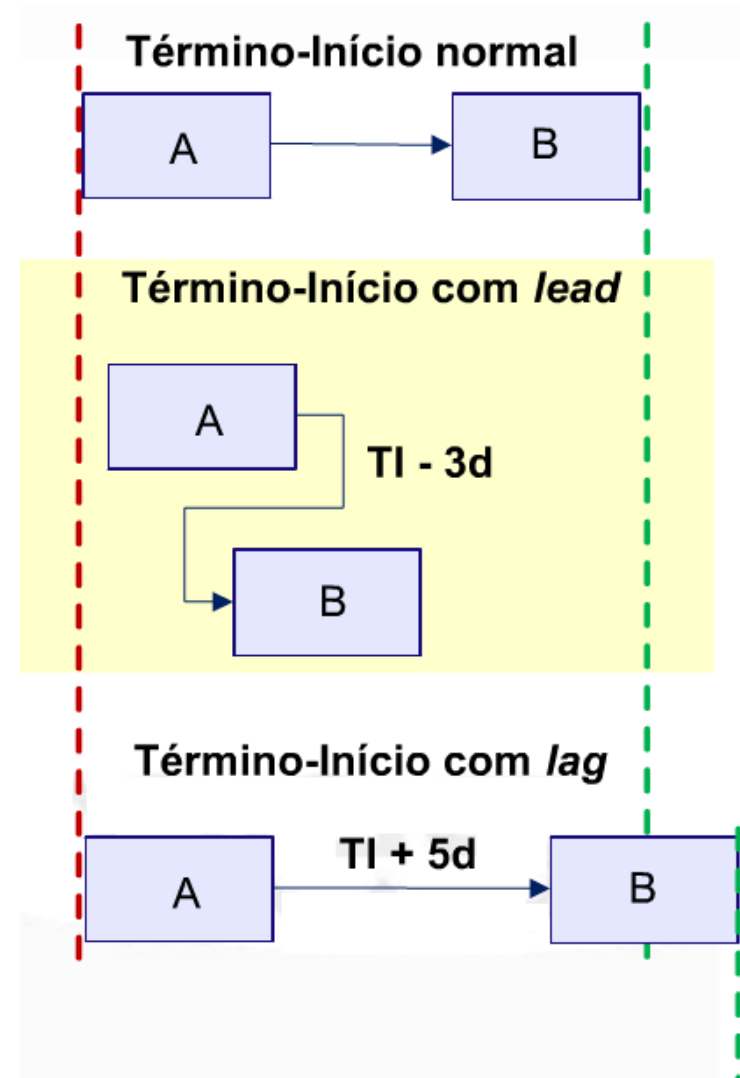 Término-Início normal
A
B
Término-Início com lead
A
TI - 3d
B
Término-Início com lag
TI + 5d
A
B